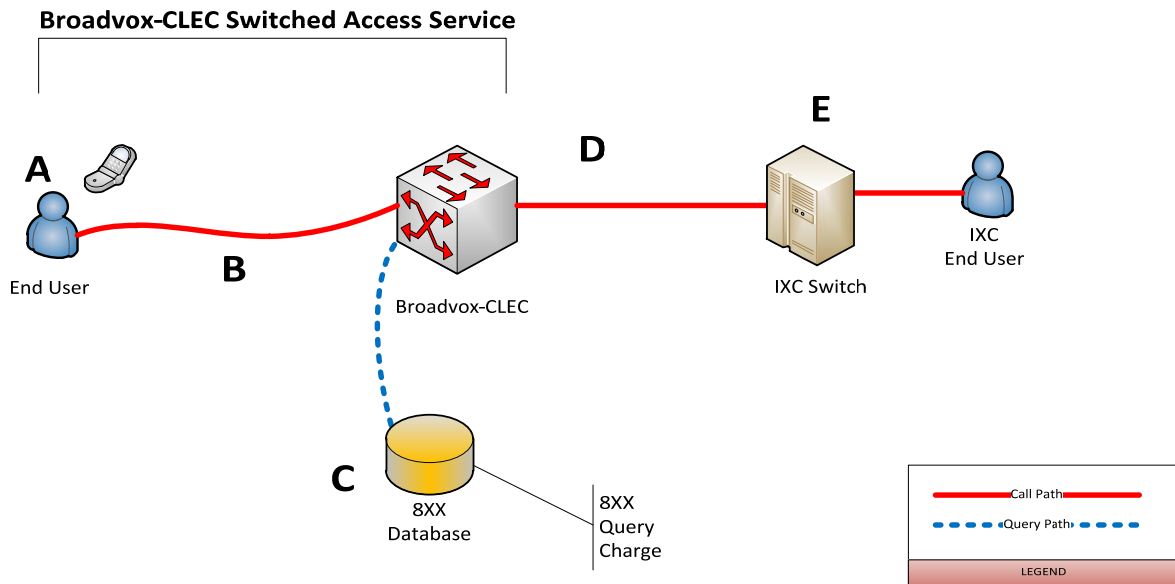 Broadvox-CLEC Switched Access Service
A
B
C
D
E
End User
Broadvox-CLEC
IXC Switch
IXC
End User
8XX
Database
8XX
Query
Charge
Call Path
Query Path
LEGEND